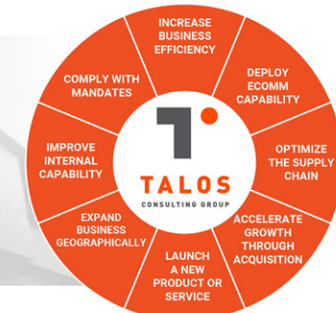 INCREASE
BUSINESS
EFFICIENCY
DEPLOY
ECOMM
CAPABILITY
OPTIMIZE
THE SUPPLY
CHAIN
ACCELERATE
GROWTH
THROUGH
ACQUISITION
LAUNCH
A NEW
PRODUCT OR
SERVICE
EXPAND
BUSINESS
GEOGRAPHICALLY
IMPROVE
INTERNAL
CAPABILITY
COMPLY WITH
MANDATES
TALOS
CONSULTING GROUP